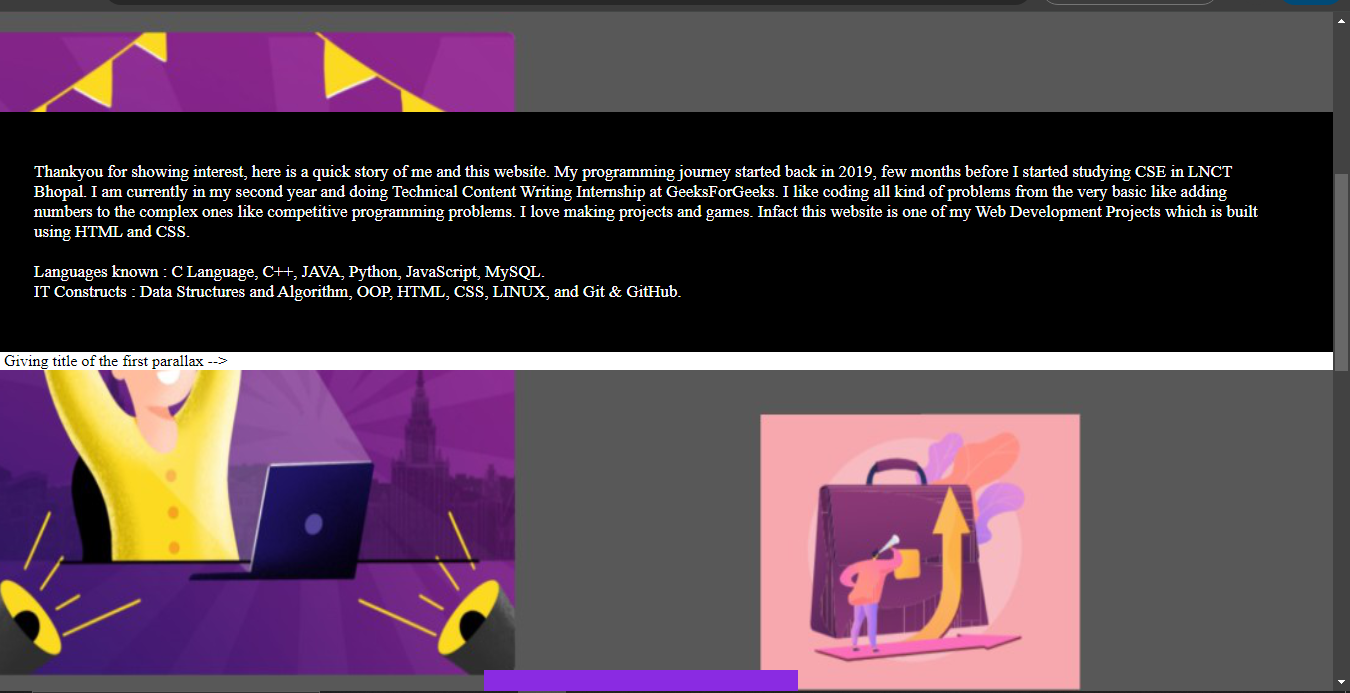 Thankyou for showing interest, here is a quick story of me and this website. My programming journey started back in 2019, few months before I started studying CSE in LNCT
Bhopal. I am currently in my second year and doing Technical Content Writing Internship at GeeksForGeeks. I like coding all kind of problems from the very basic like adding
numbers to the complex ones like competitive programming problems. I love making projects and games. Infact this website is one of my Web Development Projects which is built
using HTML and CSS.
Languages known : C Language, C++, JAVA, Python, JavaScript, MySQL.
IT Constructs : Data Structures and Algorithm, OOP, HTML, CSS, LINUX, and Git & GitHub.
Giving title of the first parallax -->